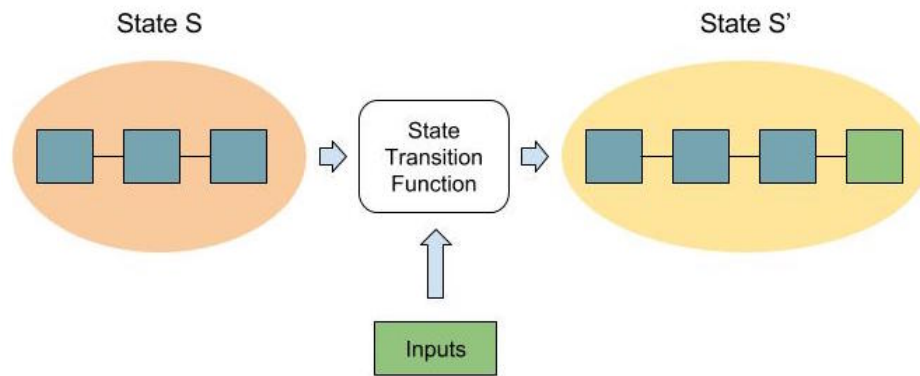 State S
State S’
State
Transition
Function
Inputs